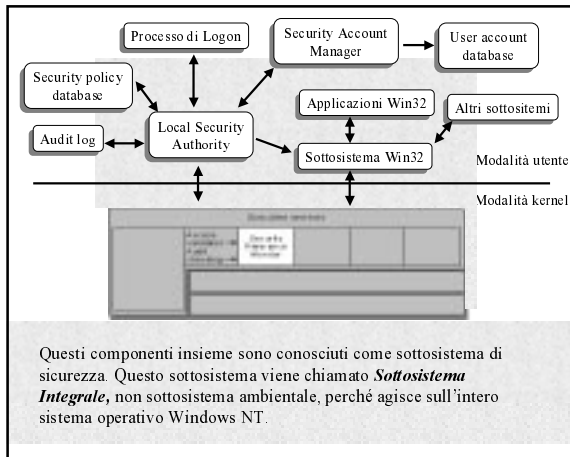 Processo di Logon
Security Account
Manager
User account
database
Security policy
database
Applicazioni Win32
Altri sottositemi
Audit log
Local Security
Authority
Sottosistema Win32
Modalità utente
Modalità kernel
Security
Reference
Monitor
Questi componenti insieme sono conosciuti come sottosistema di
sicurezza. Questo sottosistema viene chiamato Sottosistema
Integrale, non sottosistema ambientale, perché agisce sull'intero
sistema operativo Windows NT.